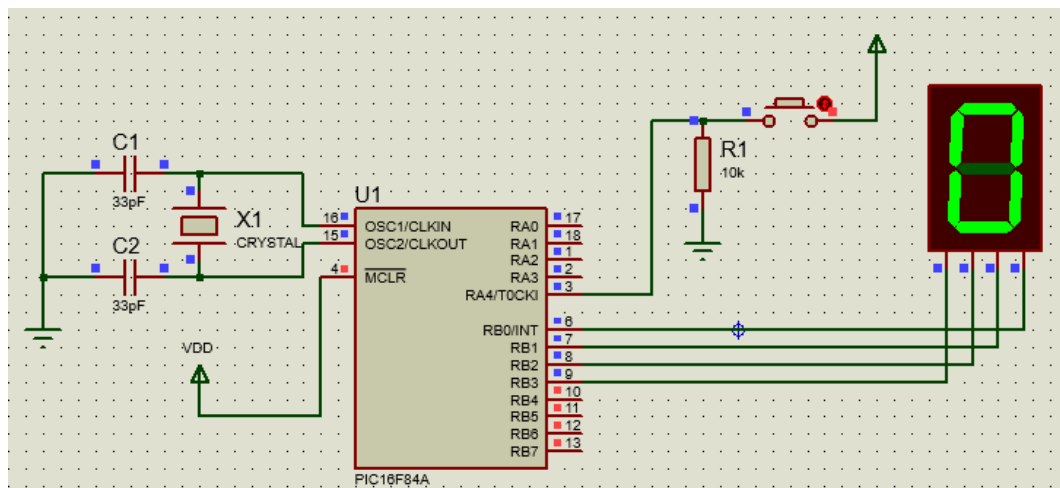 C1
33pF
X1
CRYSTAL
C2
33pF
VDD
U1
16
OSC1/CLKIN
15
OSC2/CLKOUT
4
MCLR
RA0
17
RA1
18
RA2
1
RA3
2
RA4/T0CKI
3
RB0/INT
6
RB1
7
RB2
8
RB3
9
RB4
10
RB5
11
RB6
12
RB7
13
PIC16F84A
R1
10k
0